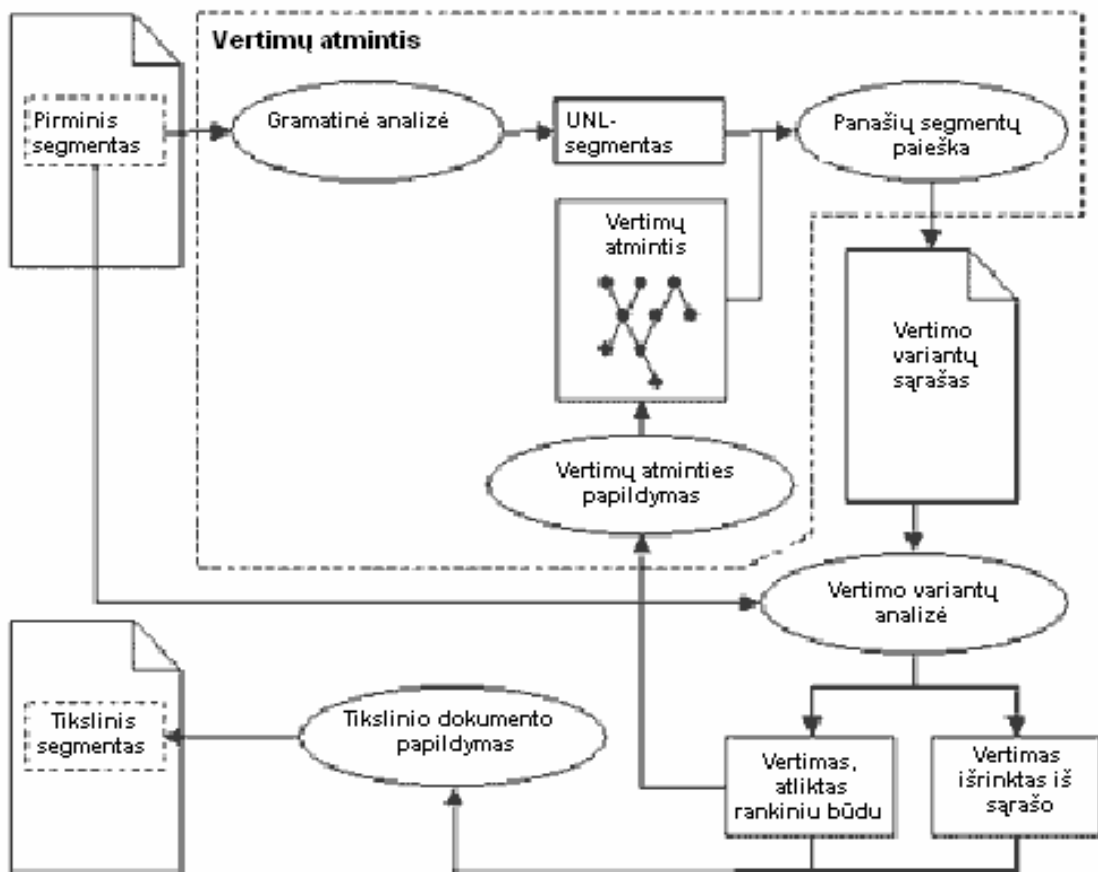 Vertimų atmintis
Pirminis
segmentas
Gramatinė analizė
UNL-
segmentas
Panašių segmentų
paieška
Vertimų
atmintis
Vertimo
variantų
sąrašas
Vertimų atminties
papildymas
Vertimo variantų
analizė
Tikslinis
segmentas
Tikslinio dokumento
papildymas
Vertimas,
atliktas
rankiniu būdu
Vertimas
išrinktas iš
sąrašo